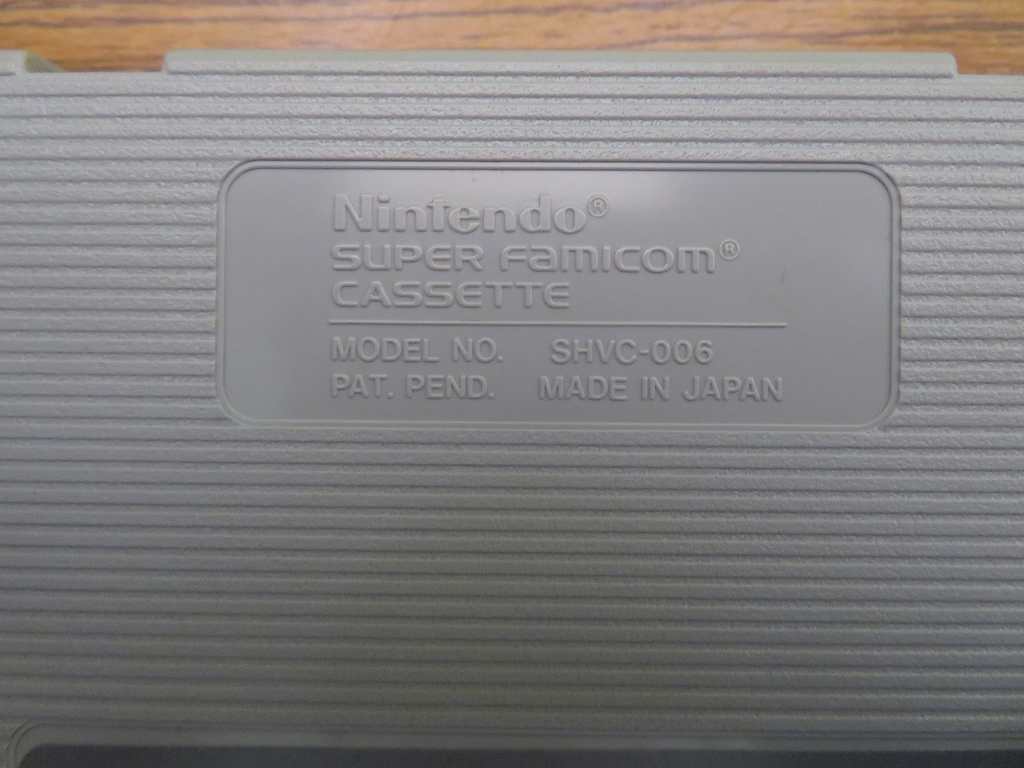 Nintendo®
SUPER FAMICOM®
CASSETTE
MODEL NO. SHVC-006
PAT. PEND. MADE IN JAPAN